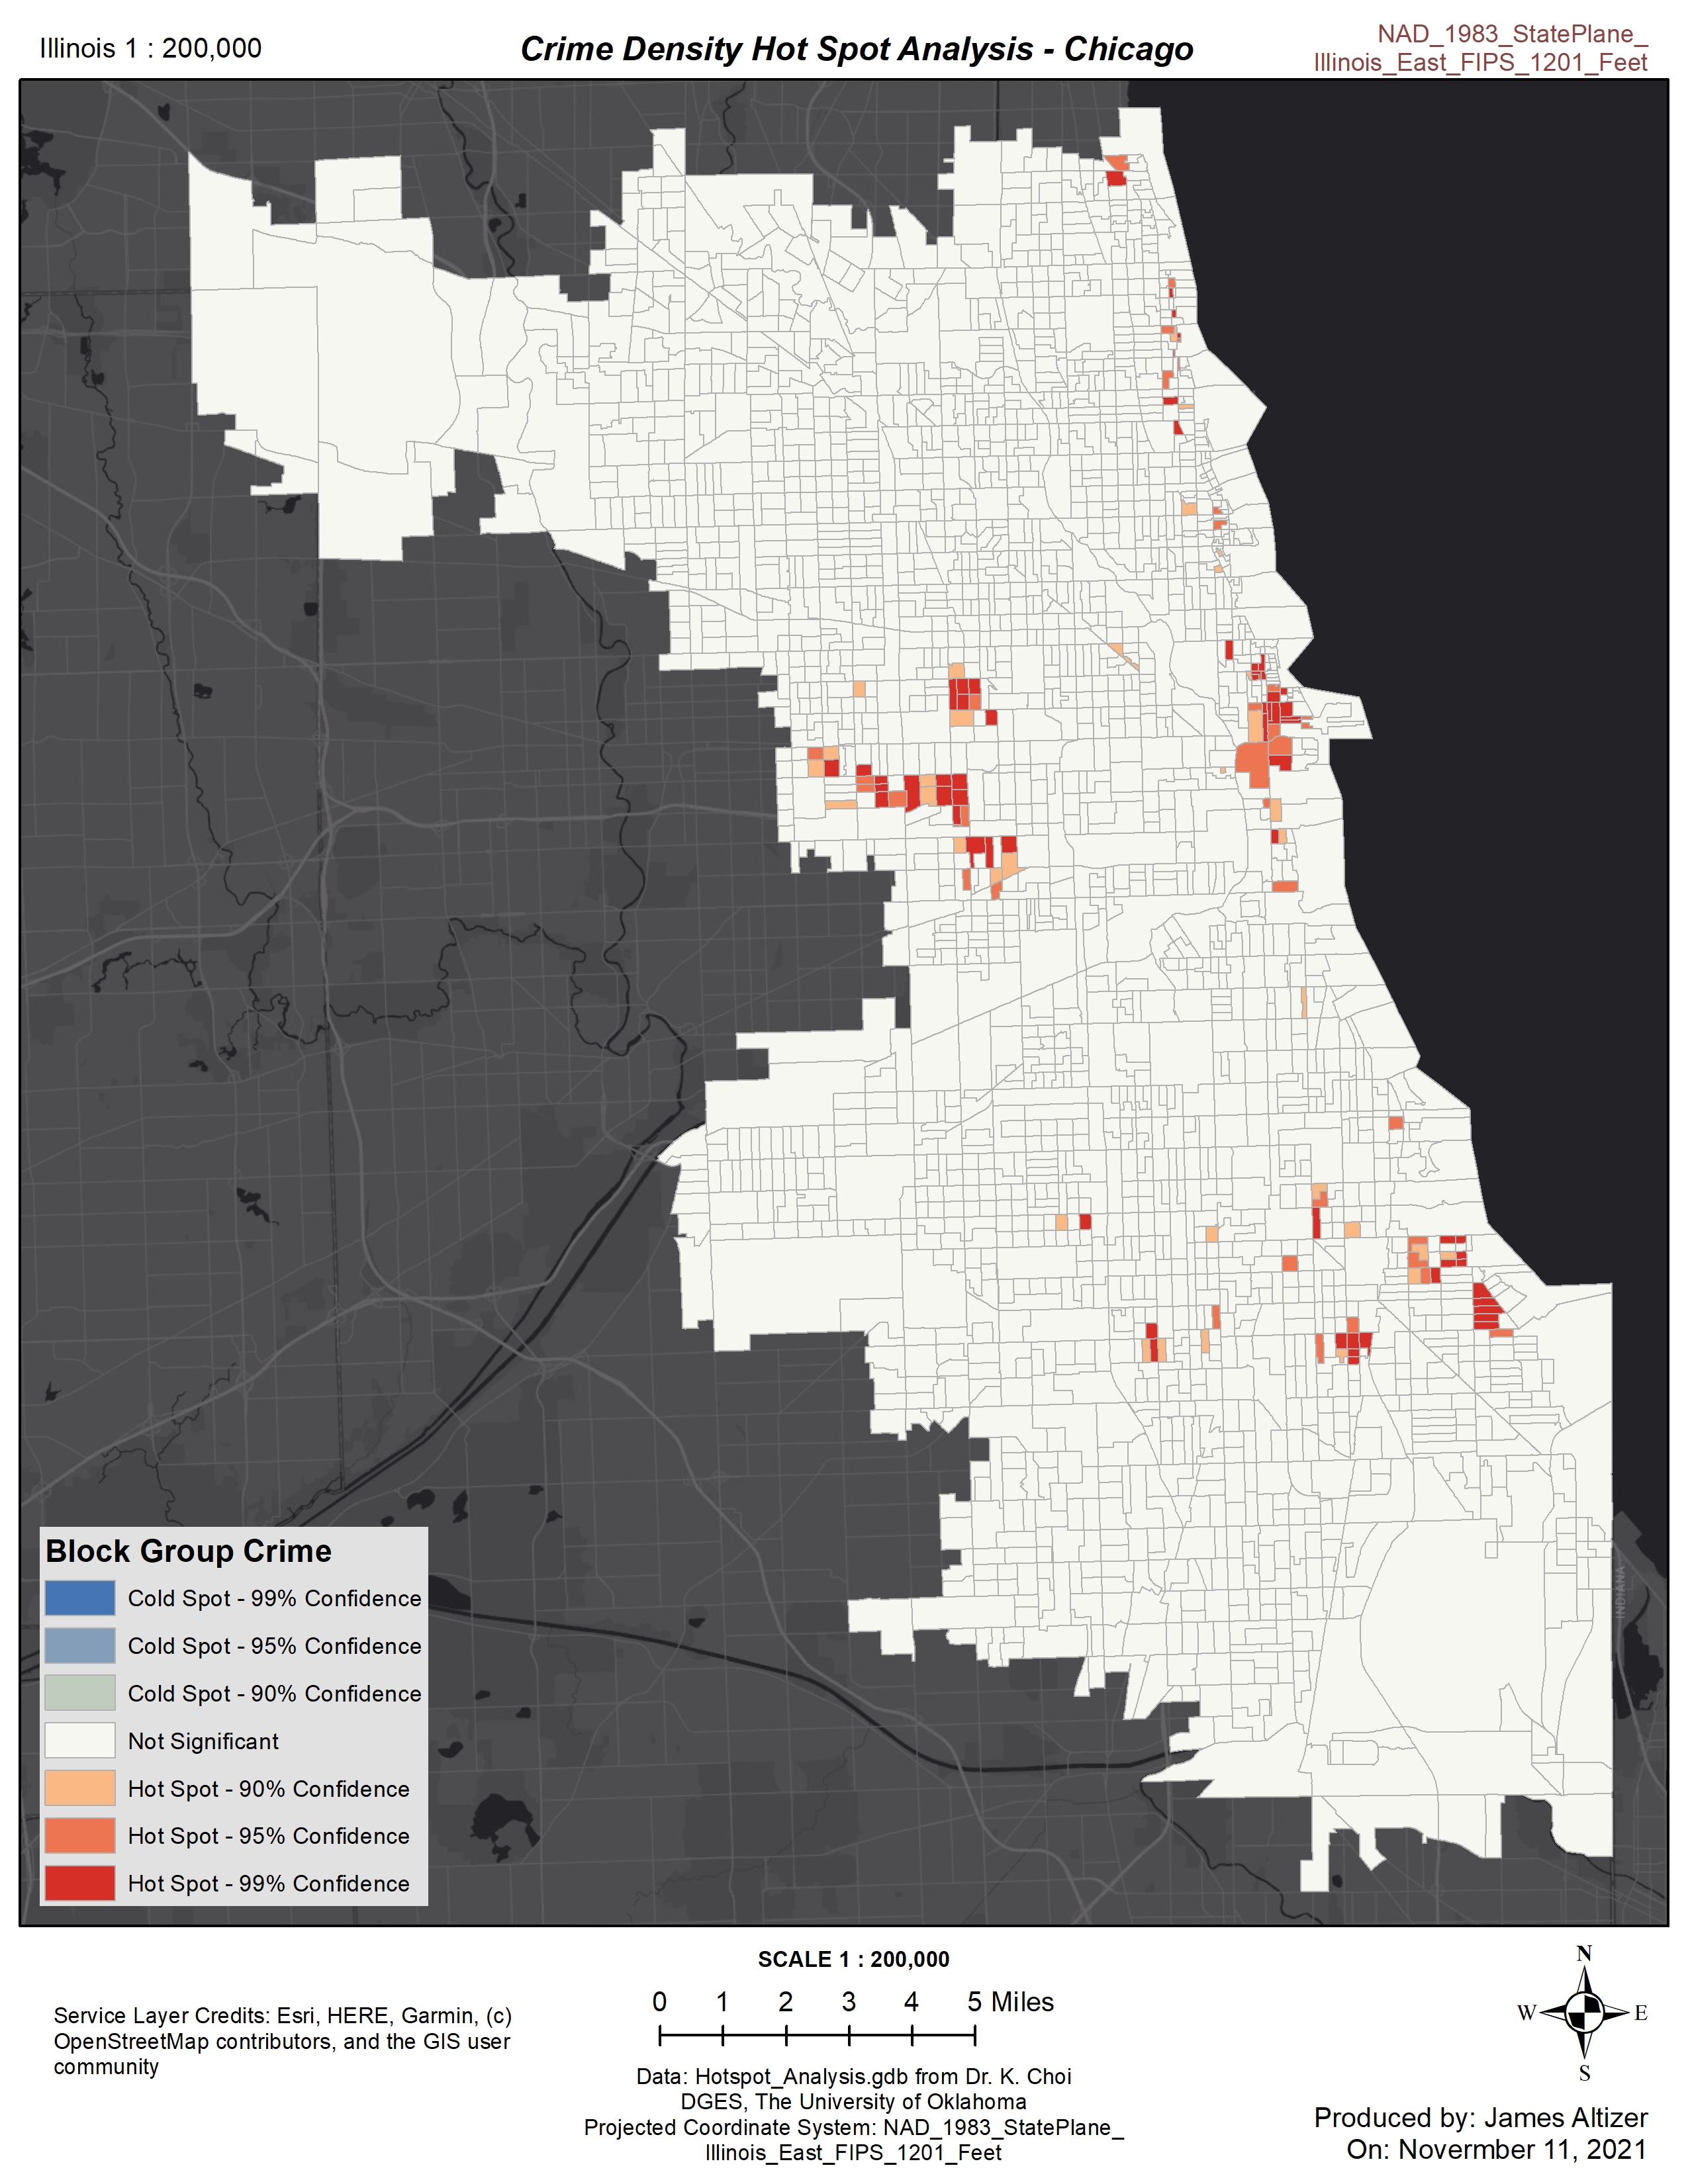 Illinois 1 : 200,000
Crime Density Hot Spot Analysis - Chicago
NAD_1983_StatePlane_
Illinois_East_FIPS_1201_Feet
INDIANA
Block Group Crime
Cold Spot - 99% Confidence
Cold Spot - 95% Confidence
Cold Spot - 90% Confidence
Not Significant
Hot Spot - 90% Confidence
Hot Spot - 95% Confidence
Hot Spot - 99% Confidence
SCALE 1 : 200,000
0 1 2 3 4 5 Miles
Service Layer Credits: Esri, HERE, Garmin, (c)
OpenStreetMap contributors, and the GIS user
community
Data: Hotspot_Analysis.gdb from Dr. K. Choi
DGES, The University of Oklahoma
Projected Coordinate System: NAD_1983_StatePlane_
Illinois_East_FIPS_1201_Feet
N
W E
S
Produced by: James Altizer
On: Novermber 11, 2021